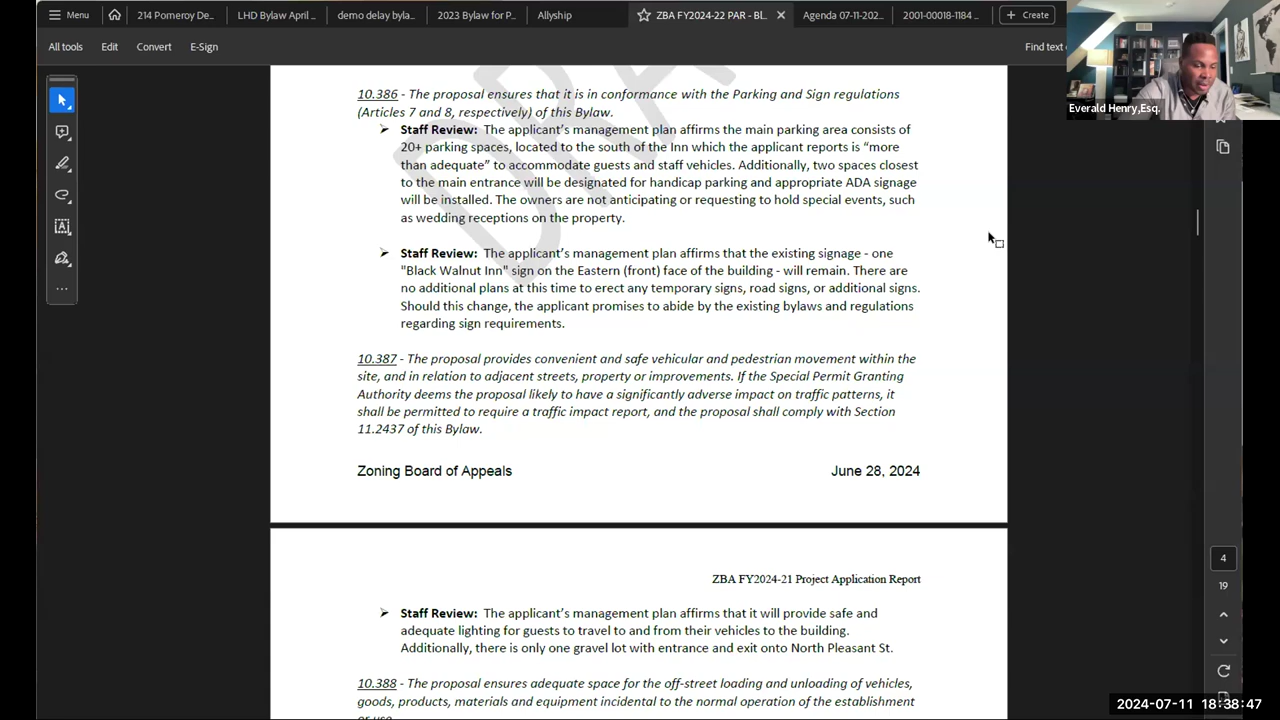 Menu
214 Pomeroy De...
LHD Bylaw April ...
demo delay byla...
2023 Bylaw for P...
Allyship
ZBA FY2024-22 PAR - Bl...
Agenda 07-11-202...
2001-00018-1184 ...
Create
All tools
Edit
Convert
E-Sign
Find text o
Everald Henry,Esq.
DRA
10.386 - The proposal ensures that it is in conformance with the Parking and Sign regulations
(Articles 7 and 8, respectively) of this Bylaw.
➢ Staff Review: The applicant's management plan affirms the main parking area consists of
20+ parking spaces, located to the south of the Inn which the applicant reports is "more
than adequate" to accommodate guests and staff vehicles. Additionally, two spaces closest
to the main entrance will be designated for handicap parking and appropriate ADA signage
will be installed. The owners are not anticipating or requesting to hold special events, such
as wedding receptions on the property.
➢ Staff Review: The applicant's management plan affirms that the existing signage - one
"Black Walnut Inn" sign on the Eastern (front) face of the building - will remain. There are
no additional plans at this time to erect any temporary signs, road signs, or additional signs.
Should this change, the applicant promises to abide by the existing bylaws and regulations
regarding sign requirements.
10.387 - The proposal provides convenient and safe vehicular and pedestrian movement within the
site, and in relation to adjacent streets, property or improvements. If the Special Permit Granting
Authority deems the proposal likely to have a significantly adverse impact on traffic patterns, it
shall be permitted to require a traffic impact report, and the proposal shall comply with Section
11.2437 of this Bylaw.
Zoning Board of Appeals
June 28, 2024
ZBA FY2024-21 Project Application Report
➢ Staff Review: The applicant's management plan affirms that it will provide safe and
adequate lighting for guests to travel to and from their vehicles to the building.
Additionally, there is only one gravel lot with entrance and exit onto North Pleasant St.
10.388 - The proposal ensures adequate space for the off-street loading and unloading of vehicles,
goods, products, materials and equipment incidental to the normal operation of the establishment
or use.
4
19
2024-07-11 18:38:47